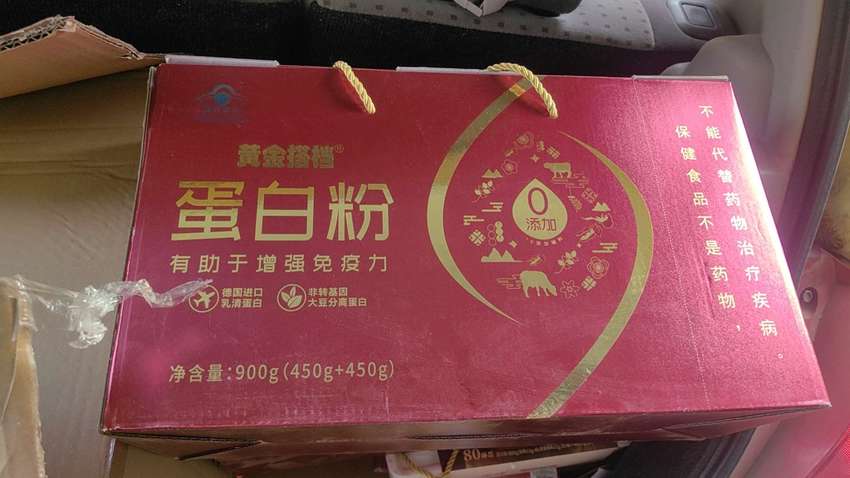 黄金搭档
蛋白粉
有助于增强免疫力
德国进口
乳清蛋白
非转基因
大豆分离蛋白
净含量:900g(450g+450g)
0
添加
保健食品不是药物,
不能代替药物治疗疾病。
80